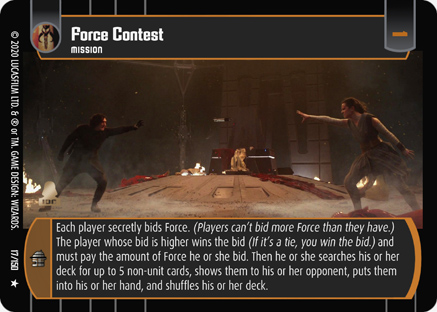 Force Contest
MISSION
Each player secretly bids Force. (Players can't bid more Force than they have.)
The player whose bid is higher wins the bid (If it's a tie, you win the bid.) and
must pay the amount of Force he or she bid. Then he or she searches his or her
deck for up to 5 non-unit cards, shows them to his or her opponent, puts them
into his or her hand, and shuffles his or her deck.
© 2020 LUCASFILM LTD. & ® or TM. GAME DESIGN: WIZARDS. 17/150 ★